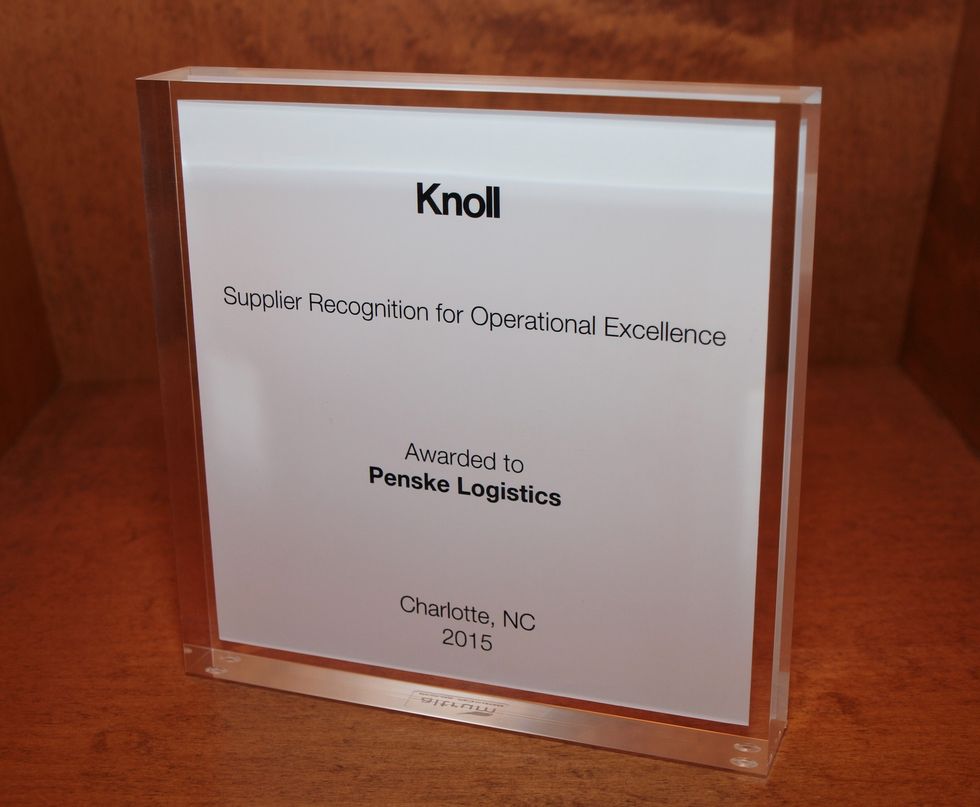 Knoll
Supplier Recognition for Operational Excellence
Awarded to
Penske Logistics
Charlotte, NC
2015